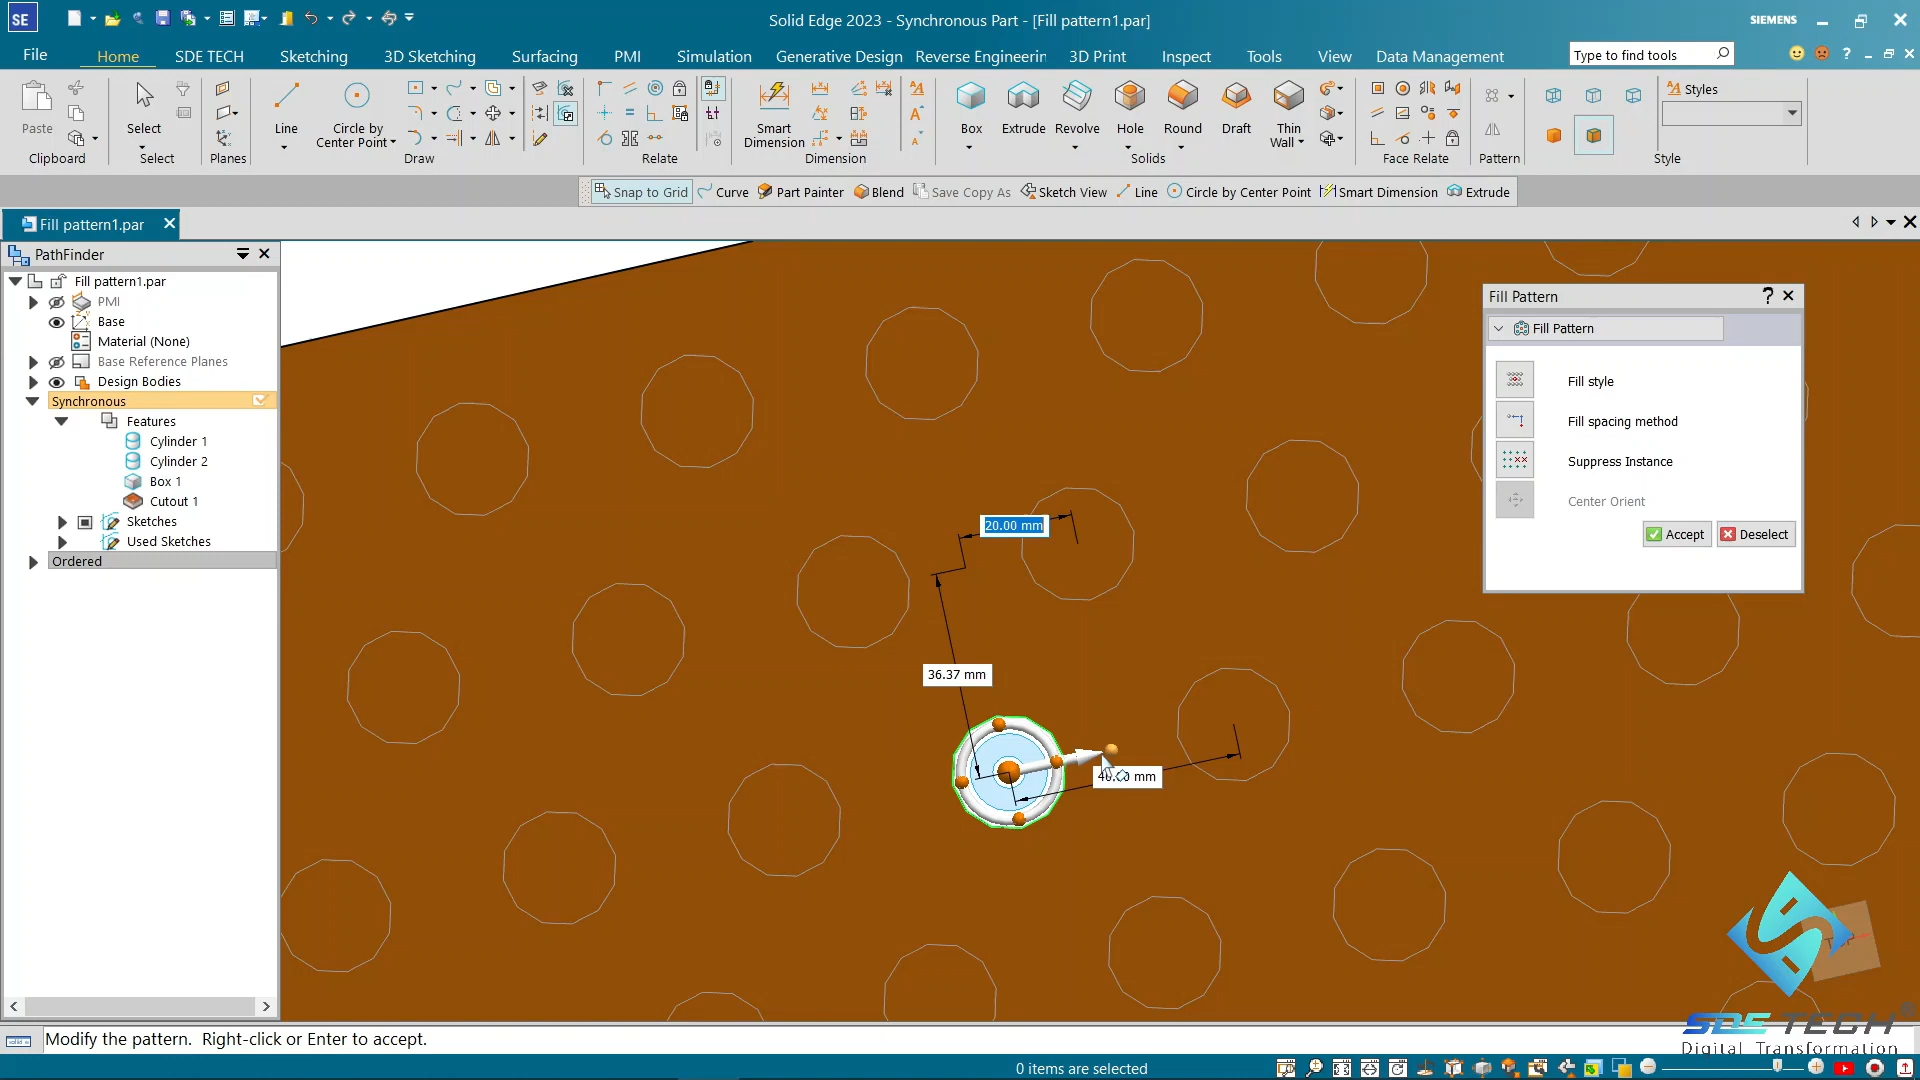 SE
Solid Edge 2023 - Synchronous Part - [Fill pattern1.par]
SIEMENS
File Home SDE TECH Sketching 3D Sketching Surfacing PMI Simulation Generative Design Reverse Engineerin 3D Print Inspect Tools View Data Management
Type to find tools
Paste
Clipboard
Select
Select
Planes
Line
Circle by
Center Point
Draw
Relate
Smart
Dimension
Dimension
Box
Extrude
Revolve
Hole
Round
Draft
Thin
Wall
Solids
Face Relate
Pattern
Styles
Style
Snap to Grid Curve Part Painter Blend Save Copy As Sketch View Line Circle by Center Point Smart Dimension Extrude
Fill pattern1.par
PathFinder
Fill pattern1.par
PMI
Base
Material (None)
Base Reference Planes
Design Bodies
Synchronous
Features
Cylinder 1
Cylinder 2
Box 1
Cutout 1
Sketches
Used Sketches
Ordered
20.00 mm
36.37 mm
mm
Fill Pattern
Fill Pattern
Fill style
Fill spacing method
Suppress Instance
Center Orient
Accept
Deselect
SDE TECH
Digital Transformation
Modify the pattern. Right-click or Enter to accept.
0 items are selected